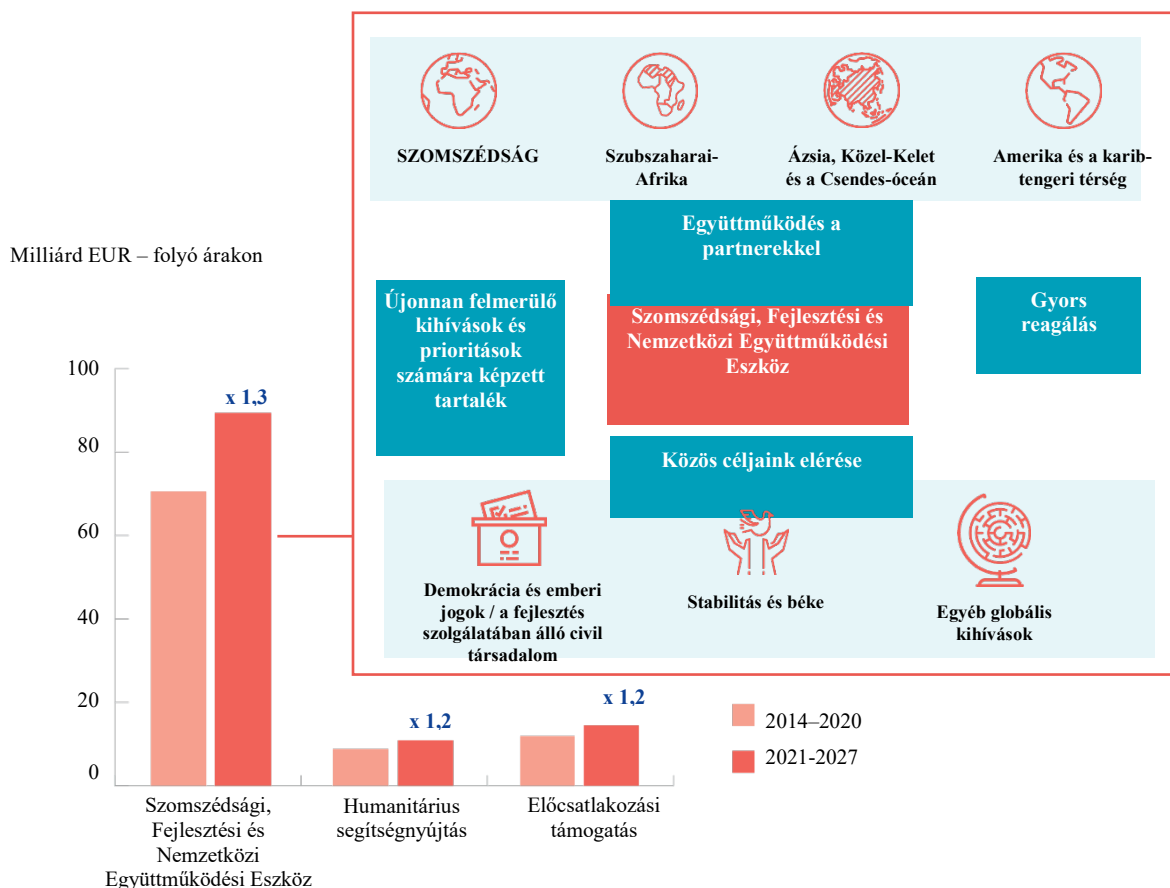 SZOMSZÉDSÁG
Szubszaharai-
Afrika
Ázsia, Közel-Kelet
és a Csendes-óceán
Amerika és a karib-
tengeri térség
Együttműködés a
partnerekkel
Milliárd EUR – folyó árakon
Újonnan felmerülő
kihívások és
prioritások
számára képzett
tartalék
Szomszédsági, Fejlesztési és
Nemzetközi Együttműködési
Eszköz
Gyors
reagálás
Közös céljaink elérése
Demokrácia és emberi
jogok / a fejlesztés
szolgálatában álló civil
társadalom
Stabilitás és béke
Egyéb globális
kihívások
100
80
60
40
20
0
x 1,3
x 1,2
x 1,2
2014–2020
2021-2027
Szomszédsági,
Fejlesztési és
Nemzetközi
Együttműködési Eszköz
Humanitárius
segítségnyújtás
Előcsatlakozási
támogatás